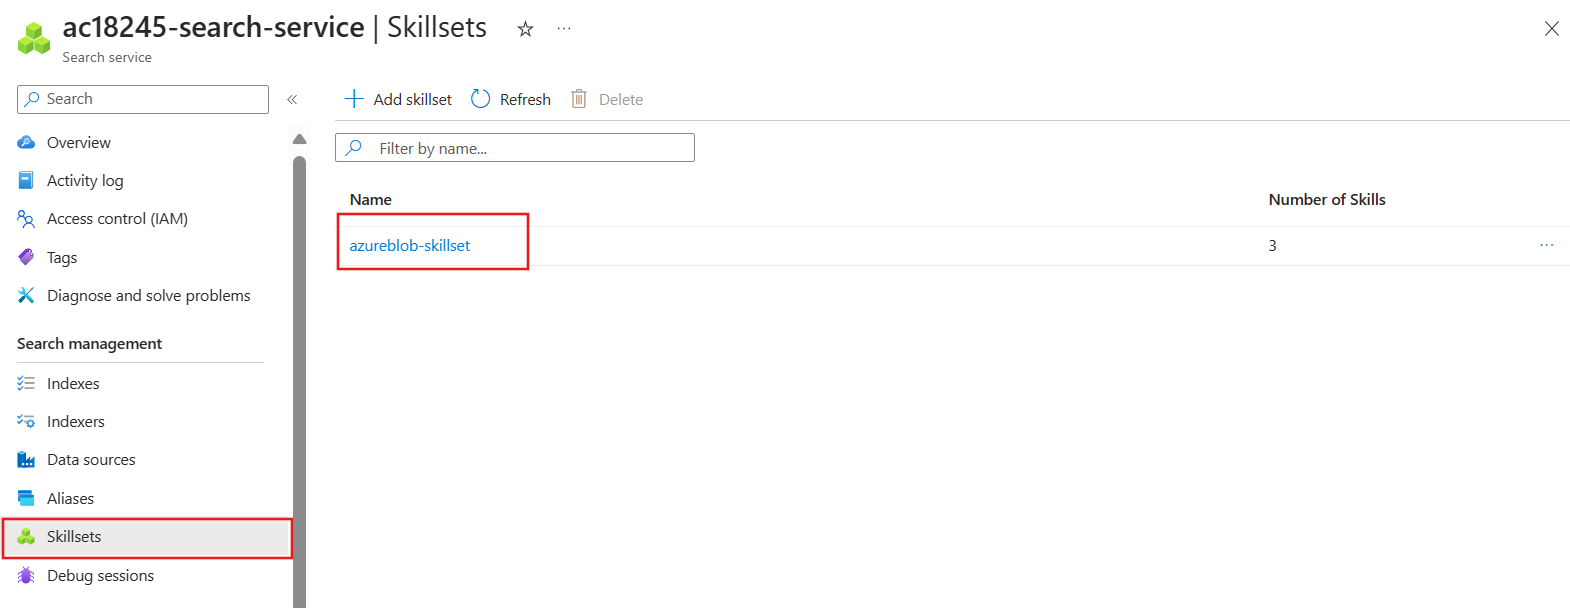 ac18245-search-service | Skillsets
Search service
Search
Add skillset
Refresh
Delete
Filter by name...
Overview
Activity log
Access control (IAM)
Tags
Diagnose and solve problems
Search management
Indexes
Indexers
Data sources
Aliases
Skillsets
Debug sessions
Name
Number of Skills
azureblob-skillset
3